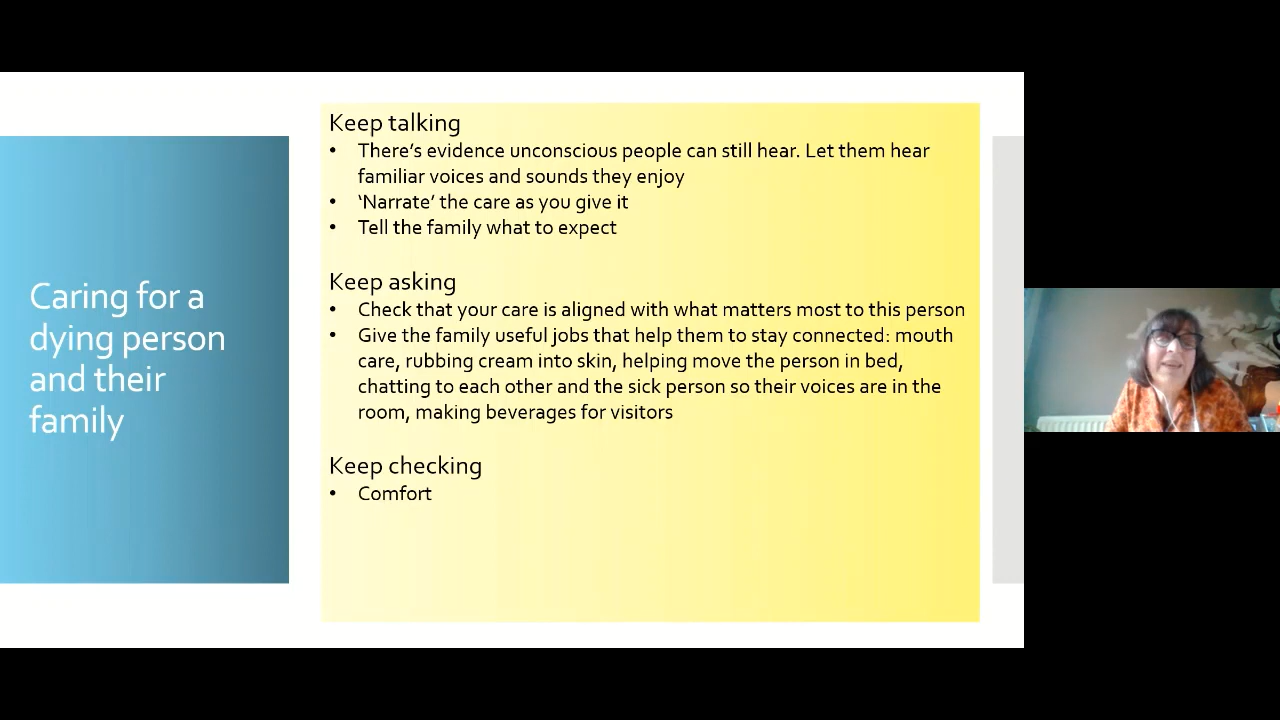 Caring for a
dying person
and their
family
Keep talking
• There’s evidence unconscious people can still hear. Let them hear
familiar voices and sounds they enjoy
• ‘Narrate’ the care as you give it
• Tell the family what to expect
Keep asking
• Check that your care is aligned with what matters most to this person
• Give the family useful jobs that help them to stay connected: mouth
care, rubbing cream into skin, helping move the person in bed,
chatting to each other and the sick person so their voices are in the
room, making beverages for visitors
Keep checking
• Comfort